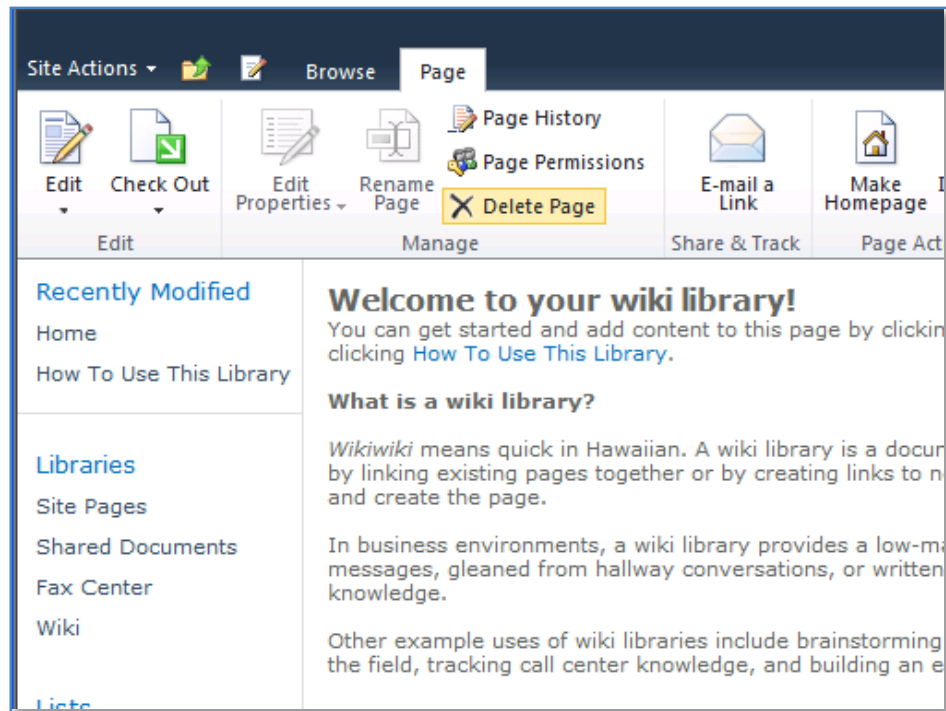 Site Actions Browse Page
Page History
Page Permissions
Delete Page
Edit Check Out Edit Properties Rename Page E-mail a Link Make Homepage
Edit Manage Share & Track Page Act
Recently Modified
Home
How To Use This Library
Libraries
Site Pages
Shared Documents
Fax Center
Wiki
Lists
Welcome to your wiki library!
You can get started and add content to this page by clickin
clicking How To Use This Library.
What is a wiki library?
Wikiwiki means quick in Hawaiian. A wiki library is a docu
by linking existing pages together or by creating links to n
and create the page.
In business environments, a wiki library provides a low-ma
messages, gleaned from hallway conversations, or written
knowledge.
Other example uses of wiki libraries include brainstorming
the field, tracking call center knowledge, and building an e